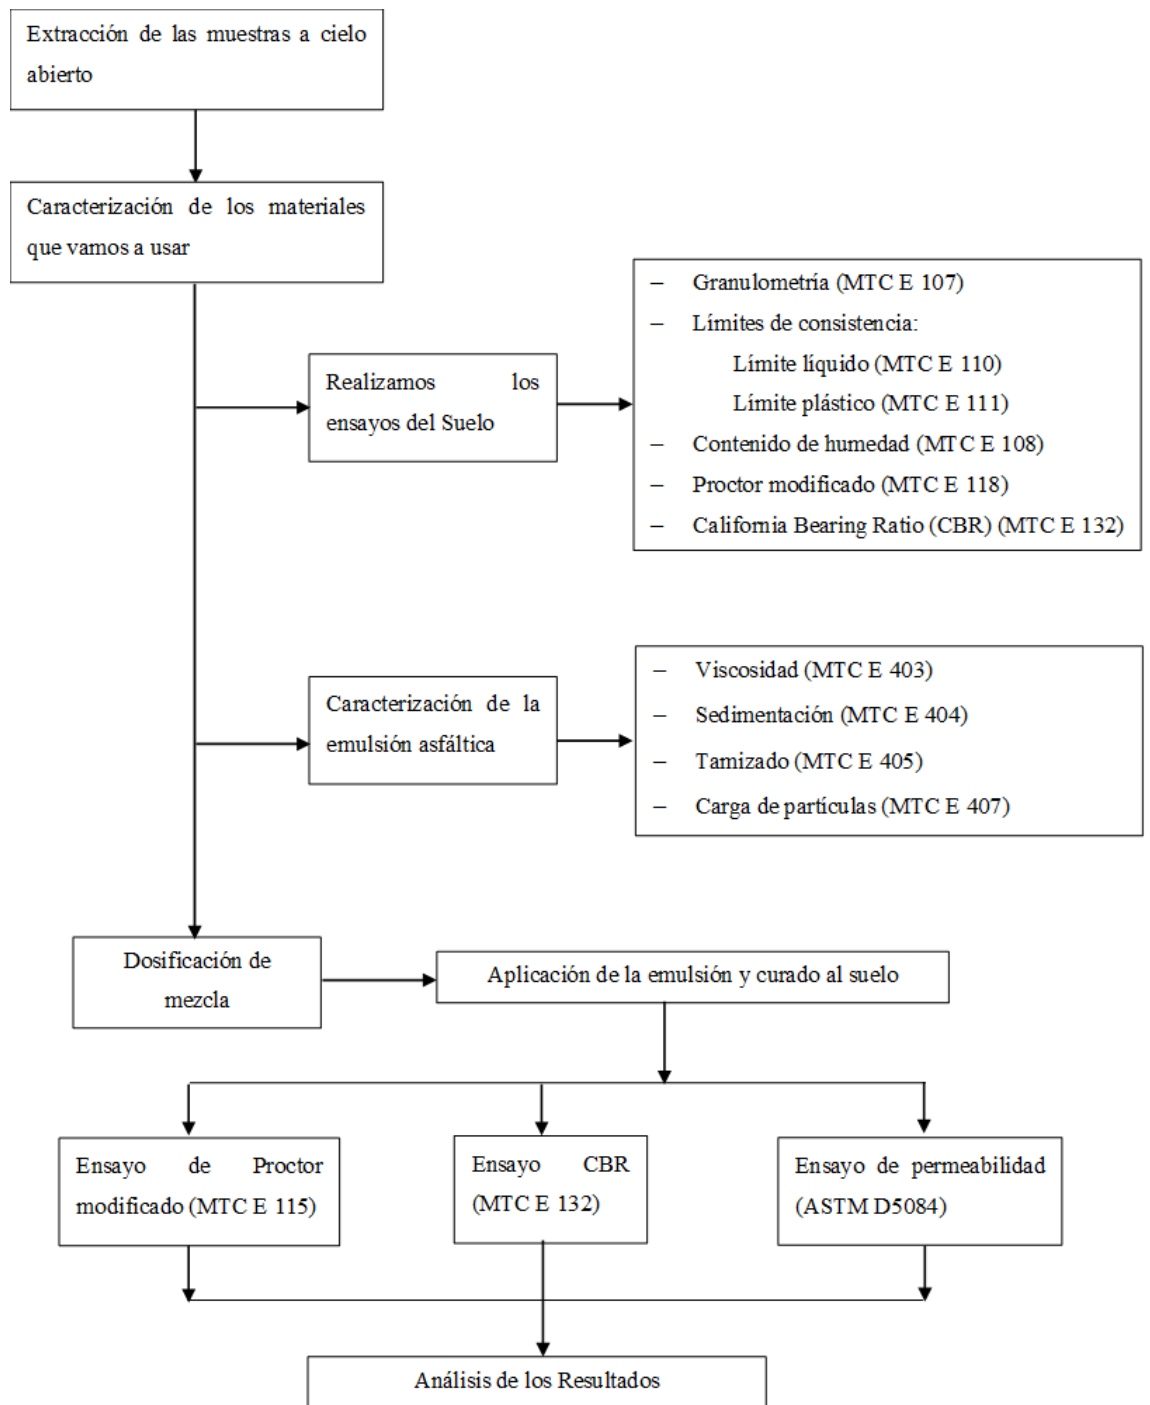 Extracción de las muestras a cielo
abierto
Caracterización de los materiales
que vamos a usar
Realizamos los
ensayos del Suelo
– Granulometría (MTC E 107)
– Límites de consistencia:
Límite líquido (MTC E 110)
Límite plástico (MTC E 111)
– Contenido de humedad (MTC E 108)
– Proctor modificado (MTC E 118)
– California Bearing Ratio (CBR) (MTC E 132)
Caracterización de la
emulsión asfáltica
– Viscosidad (MTC E 403)
– Sedimentación (MTC E 404)
– Tamizado (MTC E 405)
– Carga de partículas (MTC E 407)
Dosificación de
mezcla
Aplicación de la emulsión y curado al suelo
Ensayo de Proctor
modificado (MTC E 115)
Ensayo CBR
(MTC E 132)
Ensayo de permeabilidad
(ASTM D5084)
Análisis de los Resultados